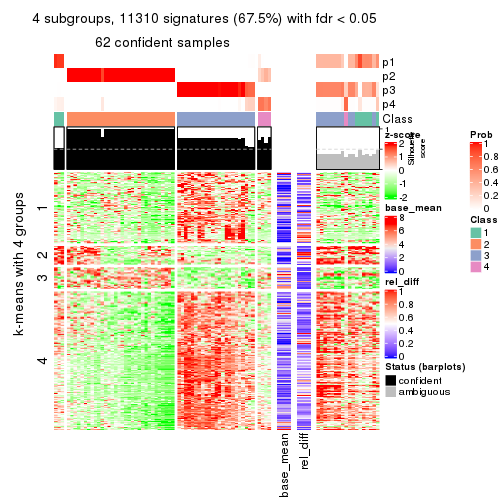 4 subgroups, 11310 signatures (67.5%) with fdr < 0.05
62 confident samples
p1
p2
p3
p4
Class
1
0
Silhouette score
k-means with 4 groups
1
2
3
4
base_mean
rel_diff
z-score
2
1
0
-1
-2
base_mean
8
6
4
2
0
rel_diff
1
0.8
0.6
0.4
0.2
0
Status (barplots)
confident
ambiguous
Prob
1
0.8
0.6
0.4
0.2
0
Class
1
2
3
4